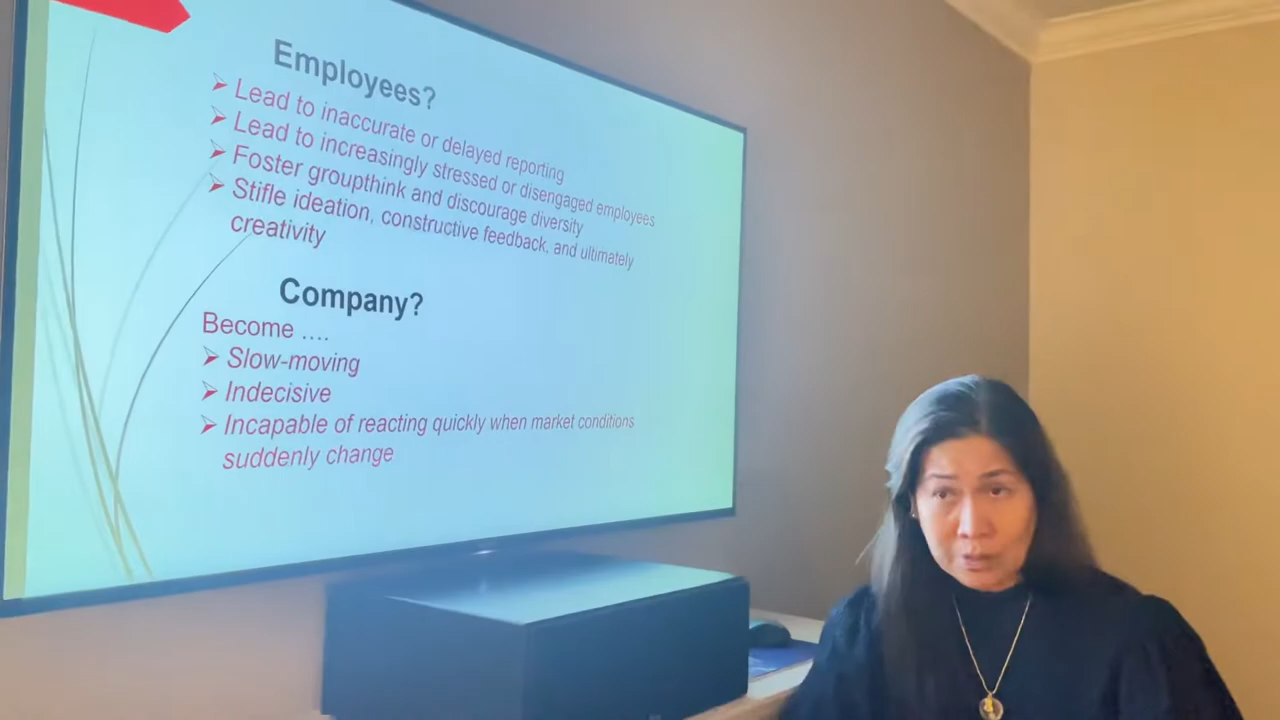 Employees?
➢ Lead to inaccurate or delayed reporting
➢ Lead to increasingly stressed or disengaged employees
➢ Foster groupthink and discourage diversity
➢ Stifle ideation, constructive feedback, and ultimately
creativity
Company?
Become ....
➢ Slow-moving
➢ Indecisive
➢ Incapable of reacting quickly when market conditions
suddenly change